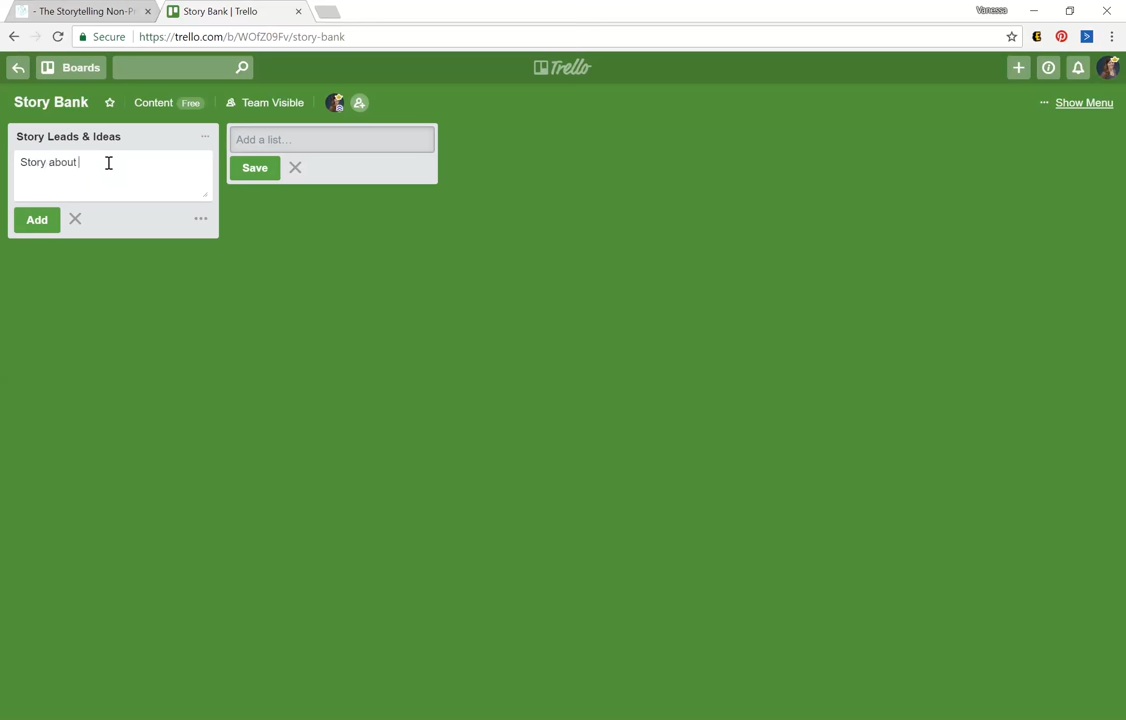 - The Storytelling Non-P
Story Bank | Trello
Vanessa
Secure
https://trello.com/b/WOfZ09Fv/story-bank
Boards
Trello
Story Bank
Content Free
Team Visible
Show Menu
Story Leads & Ideas
Add a list…
Story about
Save
Add